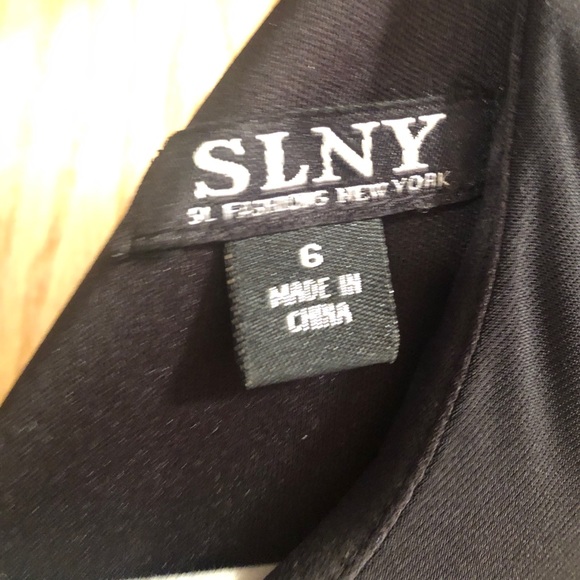 SLNY
SL FASHIONS NEW YORK
6
MADE IN
CHINA